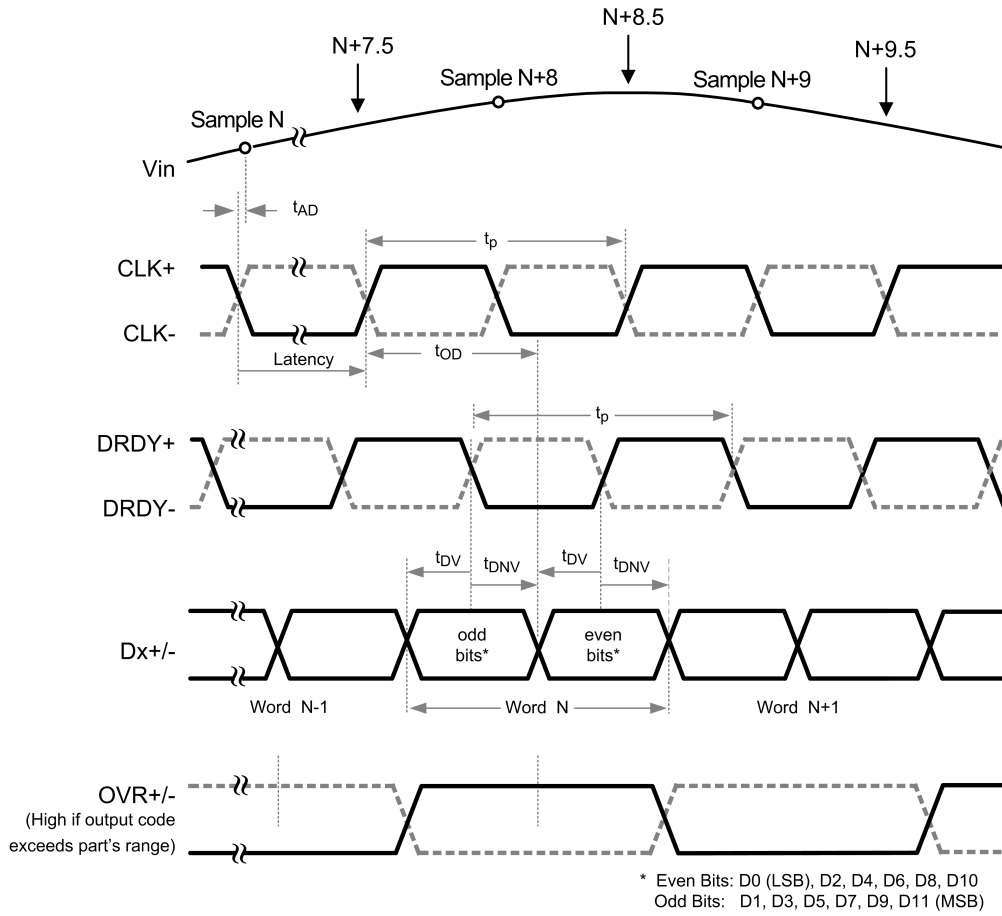 N+8.5
N+7.5
N+9.5
Sample N+8
Sample N+9
Sample N
Vin
tAD
tp
CLK+
CLK-
tOD
Latency
tp
DRDY+
DRDY-
tDV
tDNV
tDV
tDNV
odd
bits*
even
bits*
Dx+/-
Word N-1
Word N
Word N+1
OVR+/-
(High if output code
exceeds part's range)
* Even Bits: D0 (LSB), D2, D4, D6, D8, D10
Odd Bits: D1, D3, D5, D7, D9, D11 (MSB)